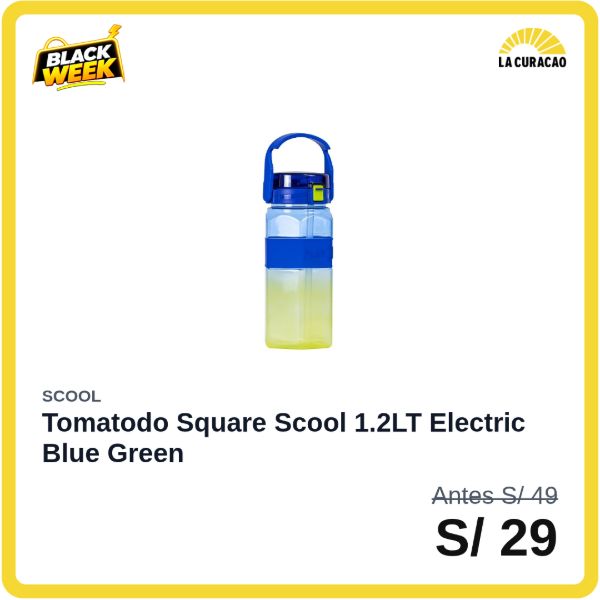 BLACK
WEEK
LA CURACAO
SCOOL
Tomatodo Square Scool 1.2LT Electric
Blue Green
Antes S/ 49
S/ 29